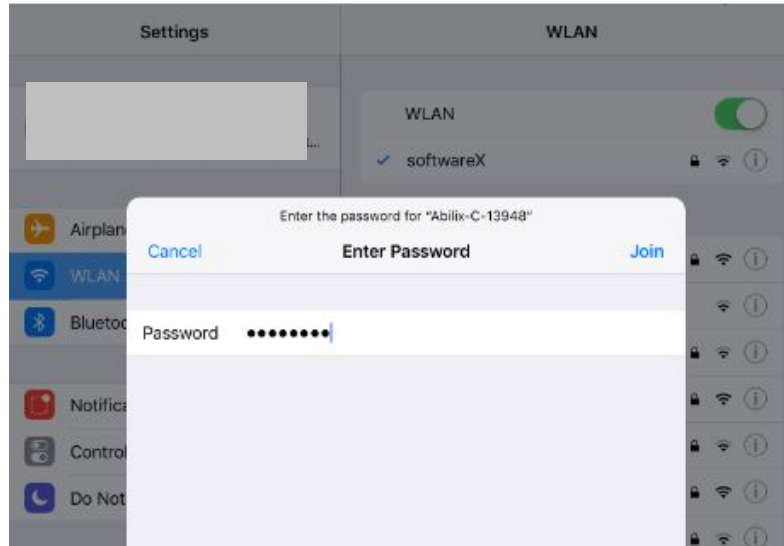 Settings
WLAN
WLAN
softwareX
Enter the password for “Abilix-C-13948”
Cancel
Enter Password
Join
Airplan
WLAN
Bluetoo
Password ••••••••
Notifica
Control
Do Not